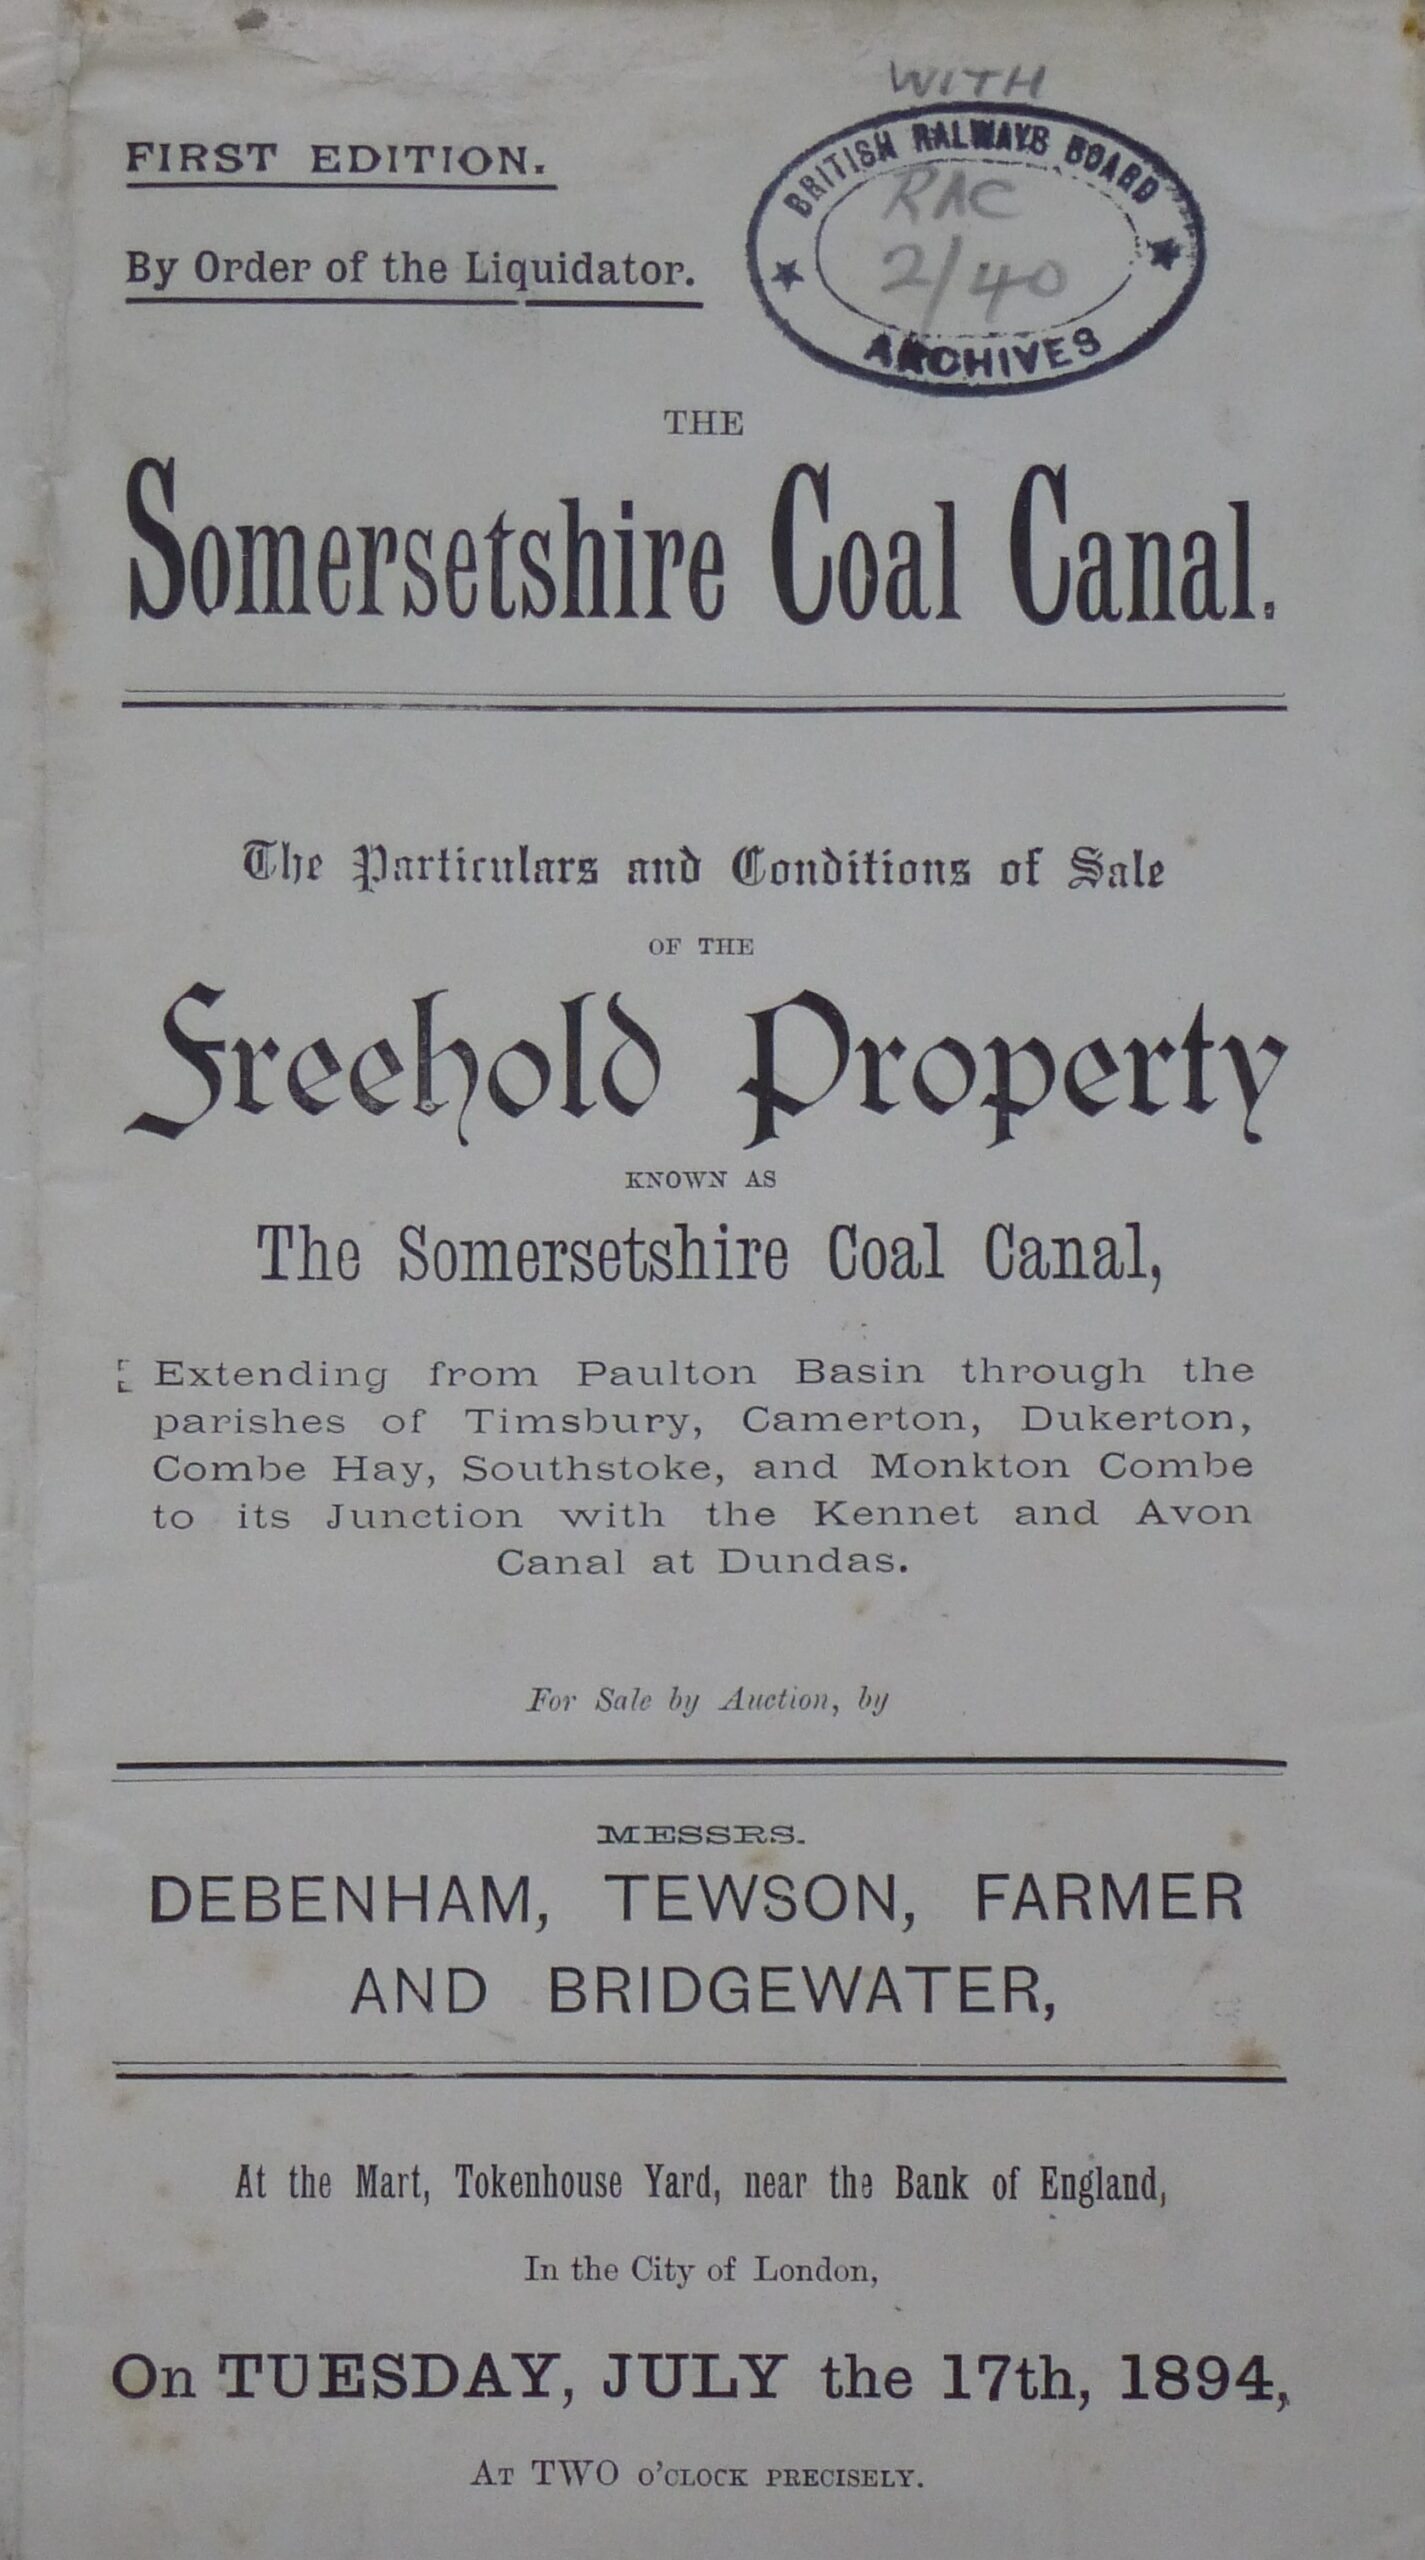 WITH
FIRST EDITION.
BRITISH RALWAYS BOARD
RAC
2/40
ARCHIVES
By Order of the Liquidator.
THE
Somersetshire Coal Canal.
The Particulars and Conditions of Sale
OF THE
Freehold Property
KNOWN AS
The Somersetshire Coal Canal,
Extending from Paulton Basin through the
parishes of Timsbury, Camerton, Dukerton,
Combe Hay, Southstoke, and Monkton Combe
to its Junction with the Kennet and Avon
Canal at Dundas.
For Sale by Auction, by
MESSRS.
DEBENHAM, TEWSON, FARMER
AND BRIDGEWATER,
At the Mart, Tokenhouse Yard, near the Bank of England,
In the City of London,
On TUESDAY, JULY the 17th, 1894,
At TWO O'CLOCK PRECISELY.